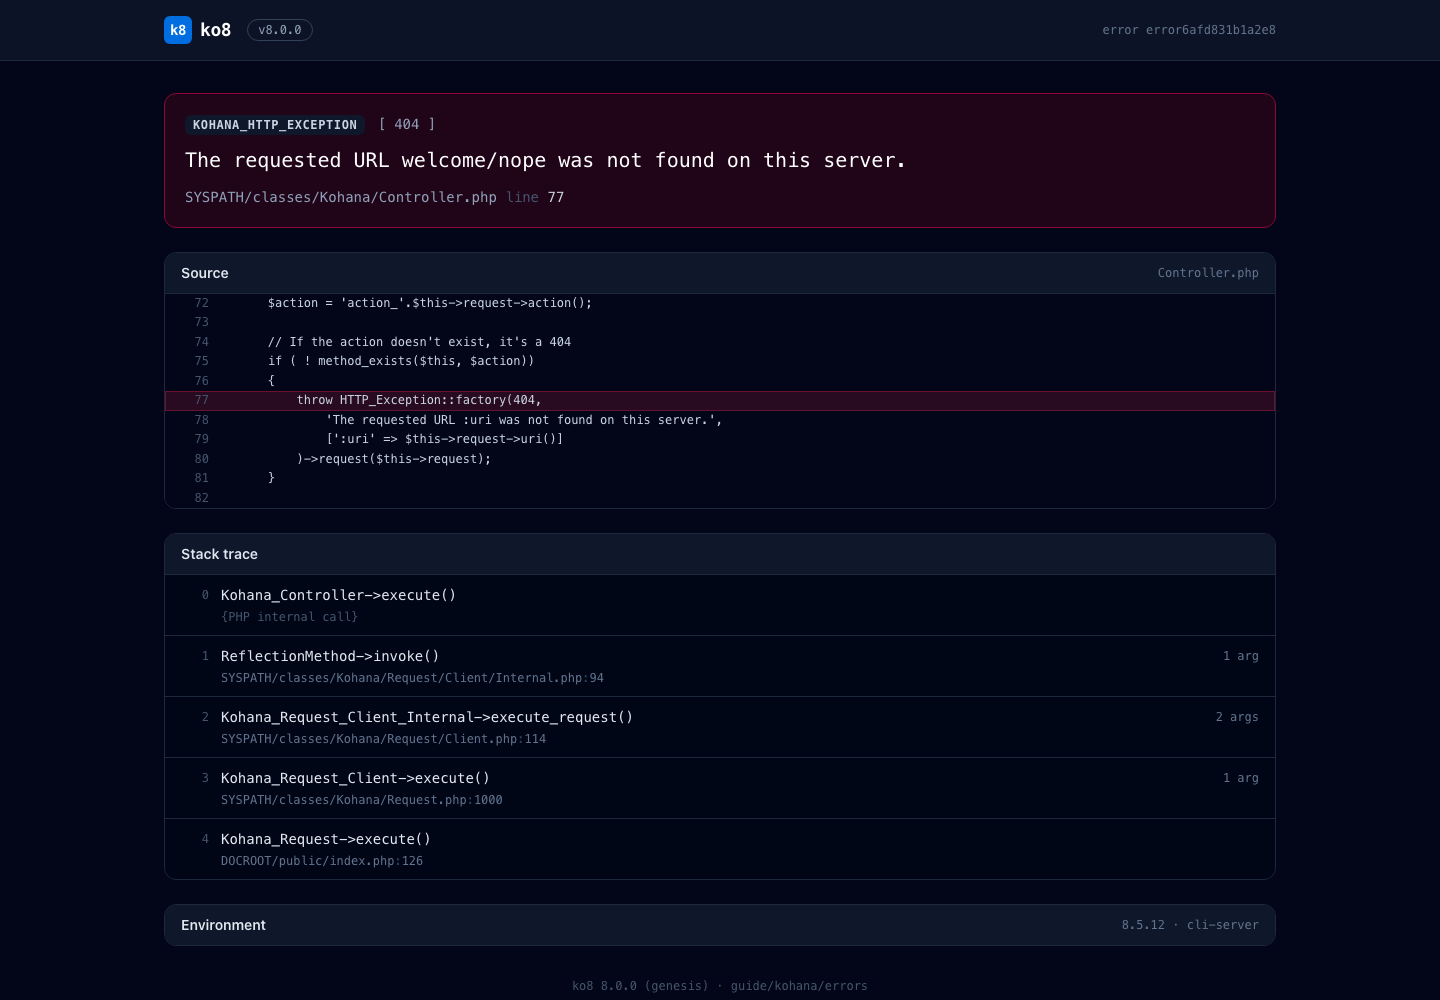 k8 ko8 v8.0.0 error error6afd831b1a2e8
KOHANA_HTTP_EXCEPTION [ 404 ]
The requested URL welcome/nope was not found on this server.
SYSPATH/classes/Kohana/Controller.php line 77
Source Controller.php
72 $action = 'action_'.$this->request->action();
73
74 // If the action doesn't exist, it's a 404
75 if ( ! method_exists($this, $action))
76 {
77 throw HTTP_Exception::factory(404,
78 'The requested URL :uri was not found on this server.',
79 [':uri' => $this->request->uri()]
80 )->request($this->request);
81 }
82
Stack trace
0 Kohana_Controller->execute()
{PHP internal call}
1 ReflectionMethod->invoke() 1 arg
SYSPATH/classes/Kohana/Request/Client/Internal.php:94
2 Kohana_Request_Client_Internal->execute_request() 2 args
SYSPATH/classes/Kohana/Request/Client.php:114
3 Kohana_Request_Client->execute() 1 arg
SYSPATH/classes/Kohana/Request.php:1000
4 Kohana_Request->execute()
DOCROOT/public/index.php:126
Environment 8.5.12 · cli-server
ko8 8.0.0 (genesis) · guide/kohana/errors